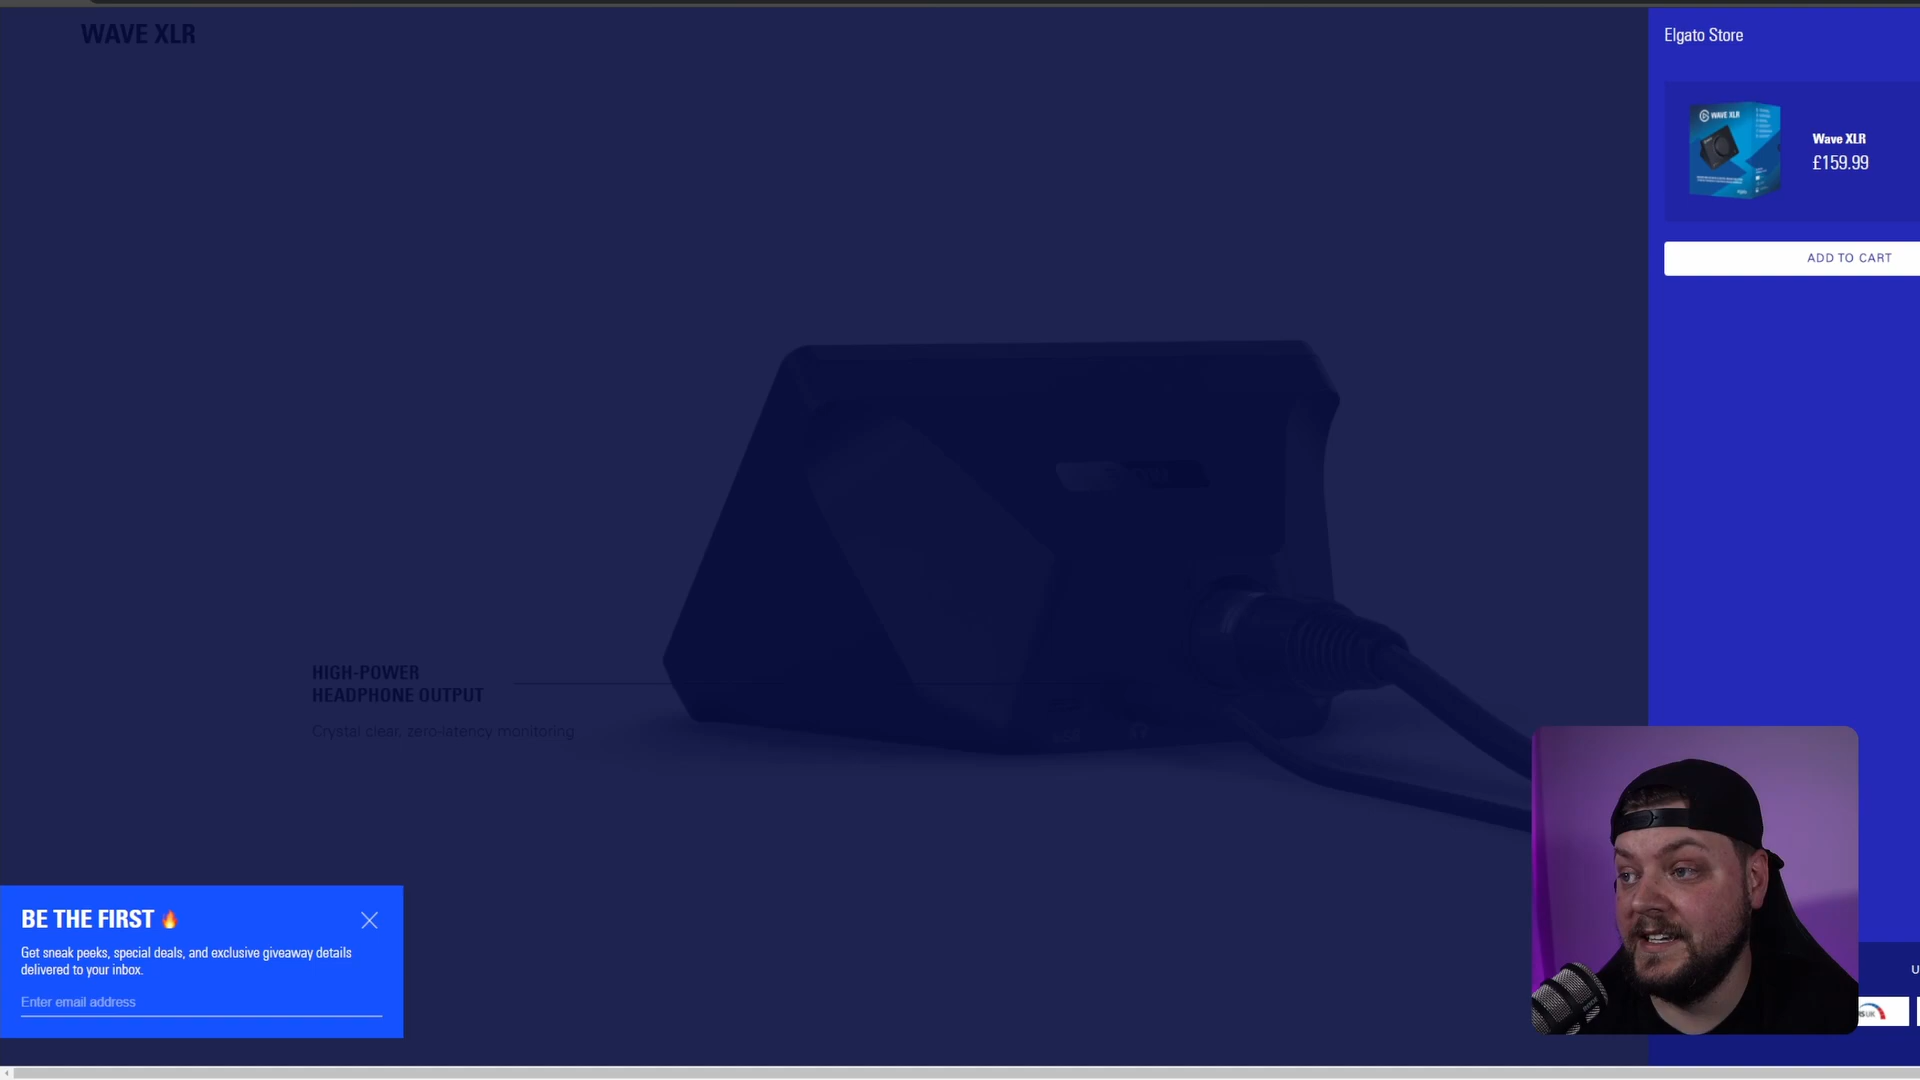 WAVE XLR
Elgato Store
WAVE XLR
Wave XLR
£159.99
ADD TO CART
HIGH-POWER
HEADPHONE OUTPUT
Crystal clear, zero-latency monitoring
BE THE FIRST 🔥
Get sneak peeks, special deals, and exclusive giveaway details
delivered to your inbox.
Enter email address